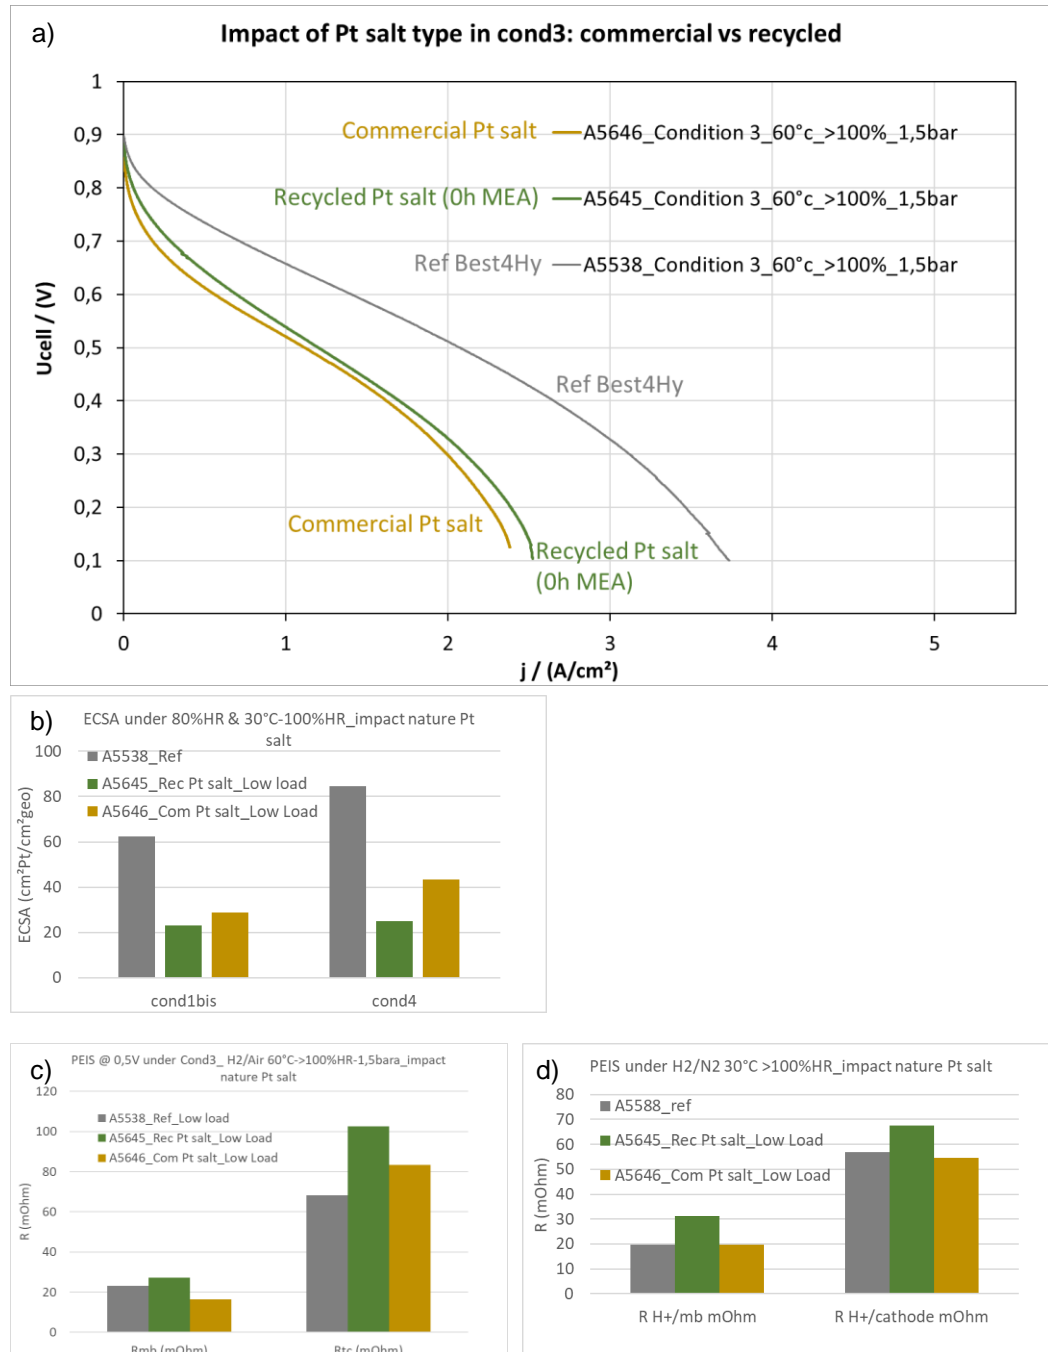 a)
Impact of Pt salt type in cond3: commercial vs recycled
1
0,9
0,8
0,7
0,6
0,5
0,4
0,3
0,2
0,1
0
Ucell / (V)
Commercial Pt salt
A5646_Condition 3_60°c_>100%_1,5bar
Recycled Pt salt (0h MEA)
A5645_Condition 3_60°c_>100%_1,5bar
Ref Best4Hy
A5538_Condition 3_60°c_>100%_1,5bar
Ref Best4Hy
Commercial Pt salt
Recycled Pt salt
(0h MEA)
0 1 2 3 4 5
j / (A/cm²)
b)
ECSA under 80%HR & 30°C-100%HR_impact nature Pt
salt
100
80
60
40
20
0
ECSA (cm²Pt/cm²geo)
A5538_Ref
A5645_Rec Pt salt_Low load
A5646_Com Pt salt_Low Load
cond1bis cond4
c)
PEIS @ 0,5V under Cond3_ H2/Air 60°C->100%HR-1,5bara_impact
nature Pt salt
120
100
80
60
40
20
0
R (mOhm)
A5538_Ref_Low load
A5645_Rec Pt salt_Low Load
A5646_Com Pt salt_Low Load
Rmb (mOhm) Rtc (mOhm)
d)
PEIS under H2/N2 30°C >100%HR_impact nature Pt salt
80
70
60
50
40
30
20
10
0
R (mOhm)
A5588_ref
A5645_Rec Pt salt_Low Load
A5646_Com Pt salt_Low Load
R H+/mb mOhm R H+/cathode mOhm